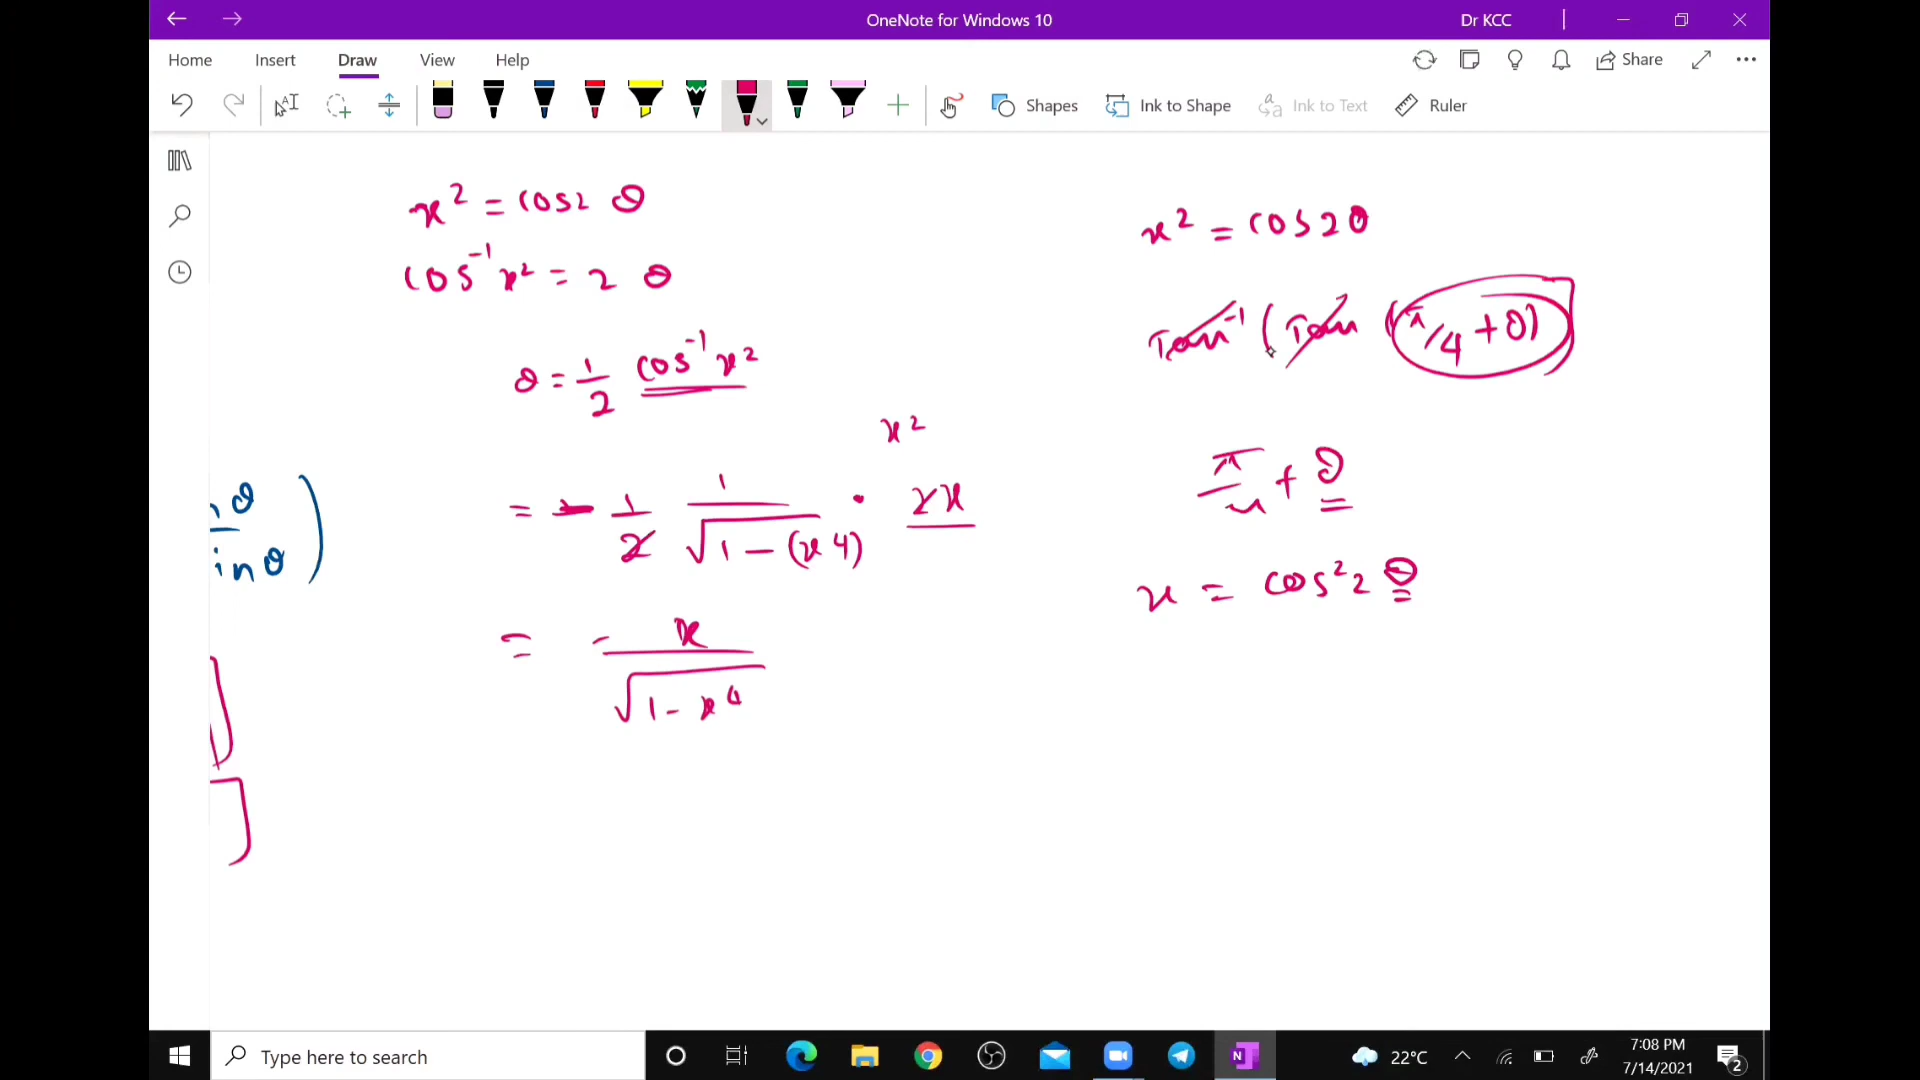 OneNote for Windows 10
Dr KCC
Home Insert Draw View Help
Share
Shapes Ink to Shape Ink to Text Ruler
x² = cos2 θ
cos⁻¹ x² = 2 θ
θ = 1/2 cos⁻¹ x²
x²
= - 1/2 1/√(1 - (x4)) · 2x
= - x/√(1 - x⁴)
x² = cos2θ
Tan⁻¹ (Tan (π/4 + θ)
π/4 + θ
x = cos²2 θ
nθ
inθ
)
)
]
Type here to search
22°C
7:08 PM
7/14/2021
2